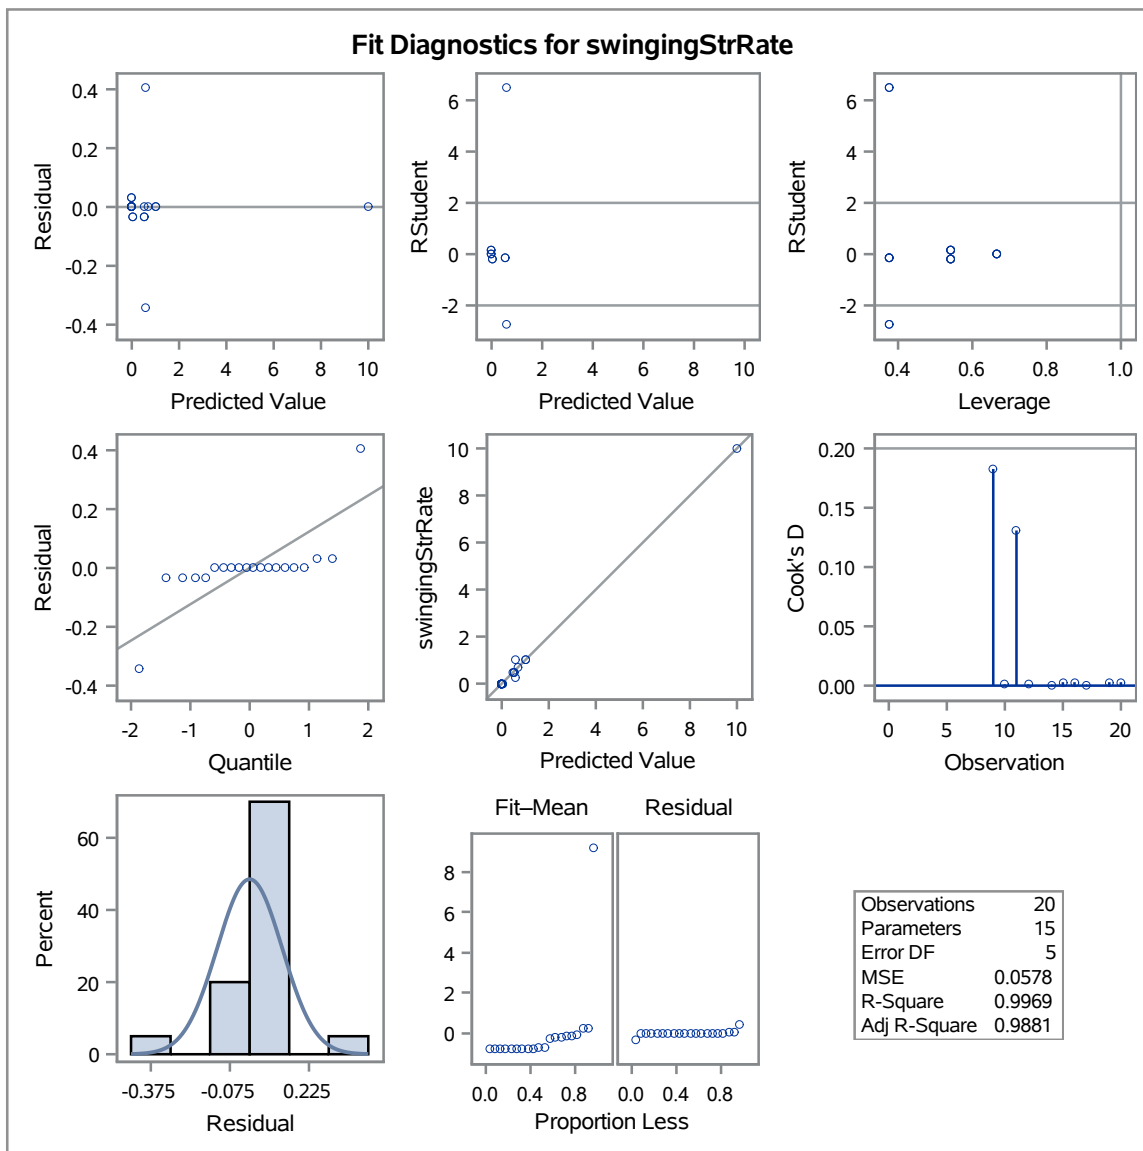 Fit Diagnostics for swingingStrRate
0.4
0.2
0.0
-0.2
-0.4
Residual
0 2 4 6 8 10
Predicted Value
6
4
2
0
-2
RStudent
0 2 4 6 8 10
Predicted Value
6
4
2
0
-2
RStudent
0.4 0.6 0.8 1.0
Leverage
0.4
0.2
0.0
-0.2
-0.4
Residual
-2 -1 0 1 2
Quantile
10
8
6
4
2
0
swingingStrRate
0 2 4 6 8 10
Predicted Value
0.20
0.15
0.10
0.05
0.00
Cook's D
0 5 10 15 20
Observation
60
40
20
0
Percent
-0.375 -0.075 0.225
Residual
Fit–Mean Residual
8
6
4
2
0
0.0 0.4 0.8 0.0 0.4 0.8
Proportion Less
Observations 20
Parameters 15
Error DF 5
MSE 0.0578
R-Square 0.9969
Adj R-Square 0.9881